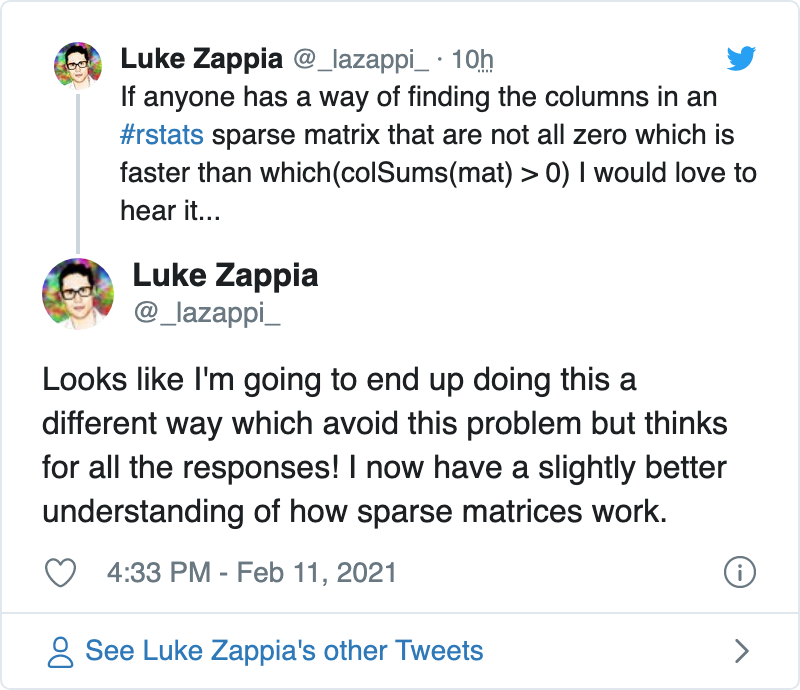 Luke Zappia @_lazappi_ · 10h
If anyone has a way of finding the columns in an
#rstats sparse matrix that are not all zero which is
faster than which(colSums(mat) > 0) I would love to
hear it...
Luke Zappia
@_lazappi_
Looks like I'm going to end up doing this a
different way which avoid this problem but thinks
for all the responses! I now have a slightly better
understanding of how sparse matrices work.
4:33 PM - Feb 11, 2021
See Luke Zappia's other Tweets